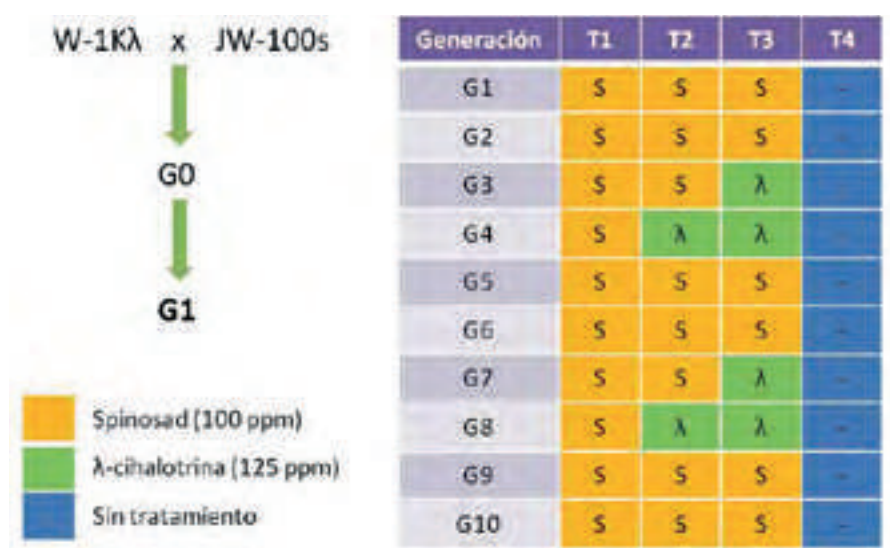 W-1Kλ x JW-100s
G0
G1
Spinosad (100 ppm)
λ-cihalotrina (125 ppm)
Sin tratamiento
Generación T1 T2 T3 T4
G1 S S S -
G2 S S S -
G3 S S λ -
G4 S λ λ -
G5 S S S -
G6 S S S -
G7 S S λ -
G8 S λ λ -
G9 S S S -
G10 S S S -